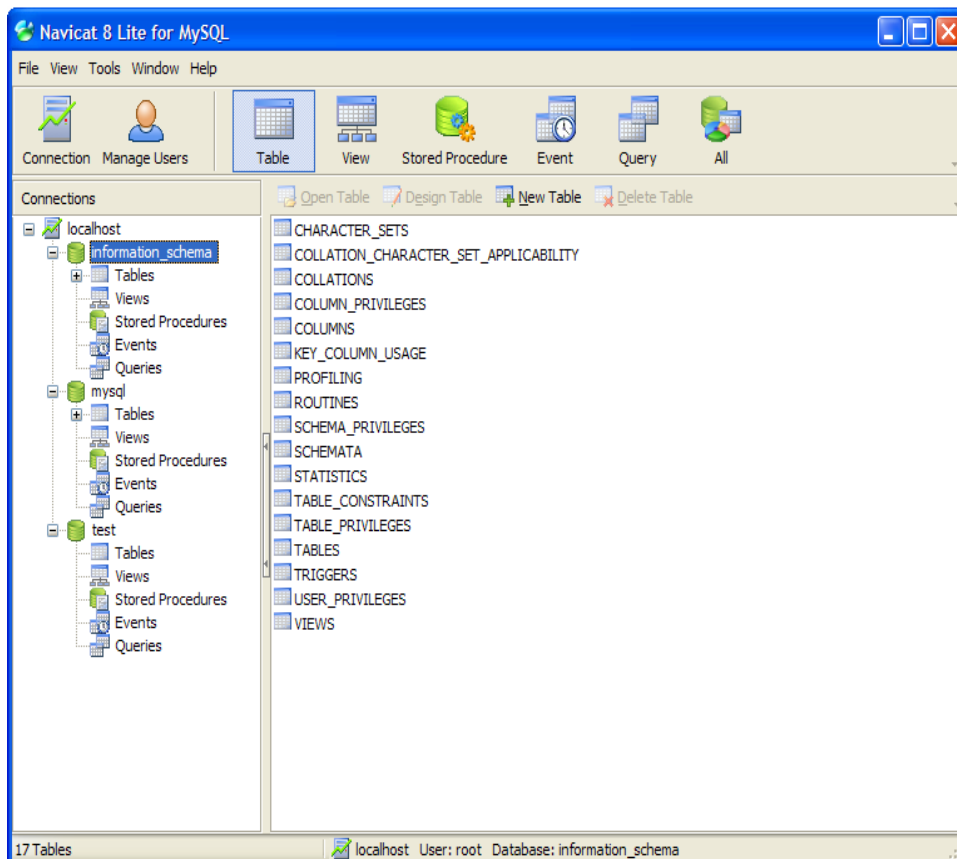 Navicat 8 Lite for MySQL
File View Tools Window Help
Connection Manage Users Table View Stored Procedure Event Query All
Connections
Open Table Design Table New Table Delete Table
localhost
information_schema
Tables
Views
Stored Procedures
Events
Queries
mysql
Tables
Views
Stored Procedures
Events
Queries
test
Tables
Views
Stored Procedures
Events
Queries
CHARACTER_SETS
COLLATION_CHARACTER_SET_APPLICABILITY
COLLATIONS
COLUMN_PRIVILEGES
COLUMNS
KEY_COLUMN_USAGE
PROFILING
ROUTINES
SCHEMA_PRIVILEGES
SCHEMATA
STATISTICS
TABLE_CONSTRAINTS
TABLE_PRIVILEGES
TABLES
TRIGGERS
USER_PRIVILEGES
VIEWS
17 Tables
localhost User: root Database: information_schema